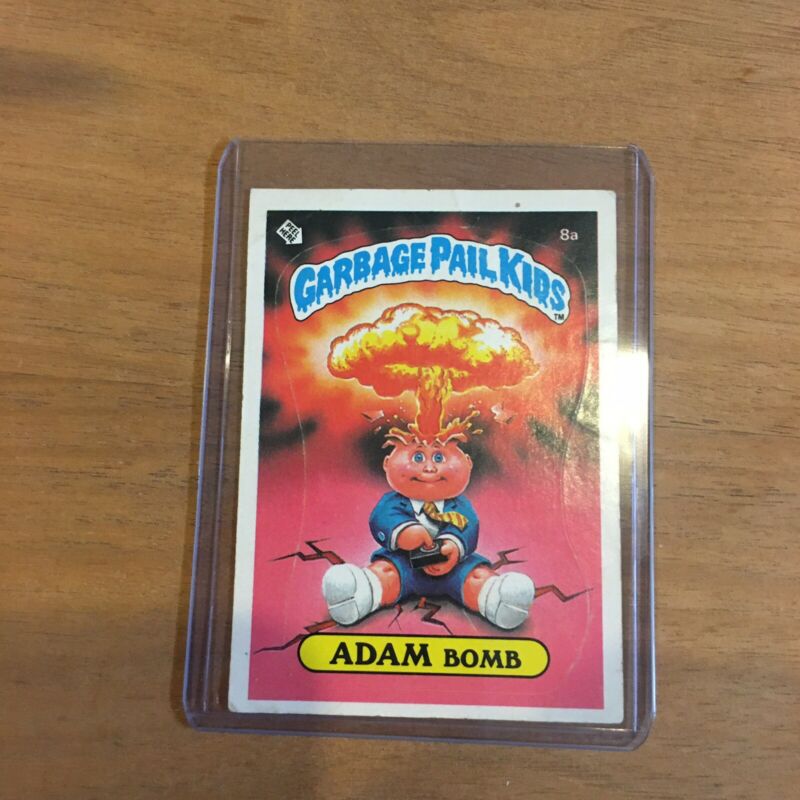 PEEL HERE
8a
GARBAGE PAIL KIDS
TM
ADAM BOMB